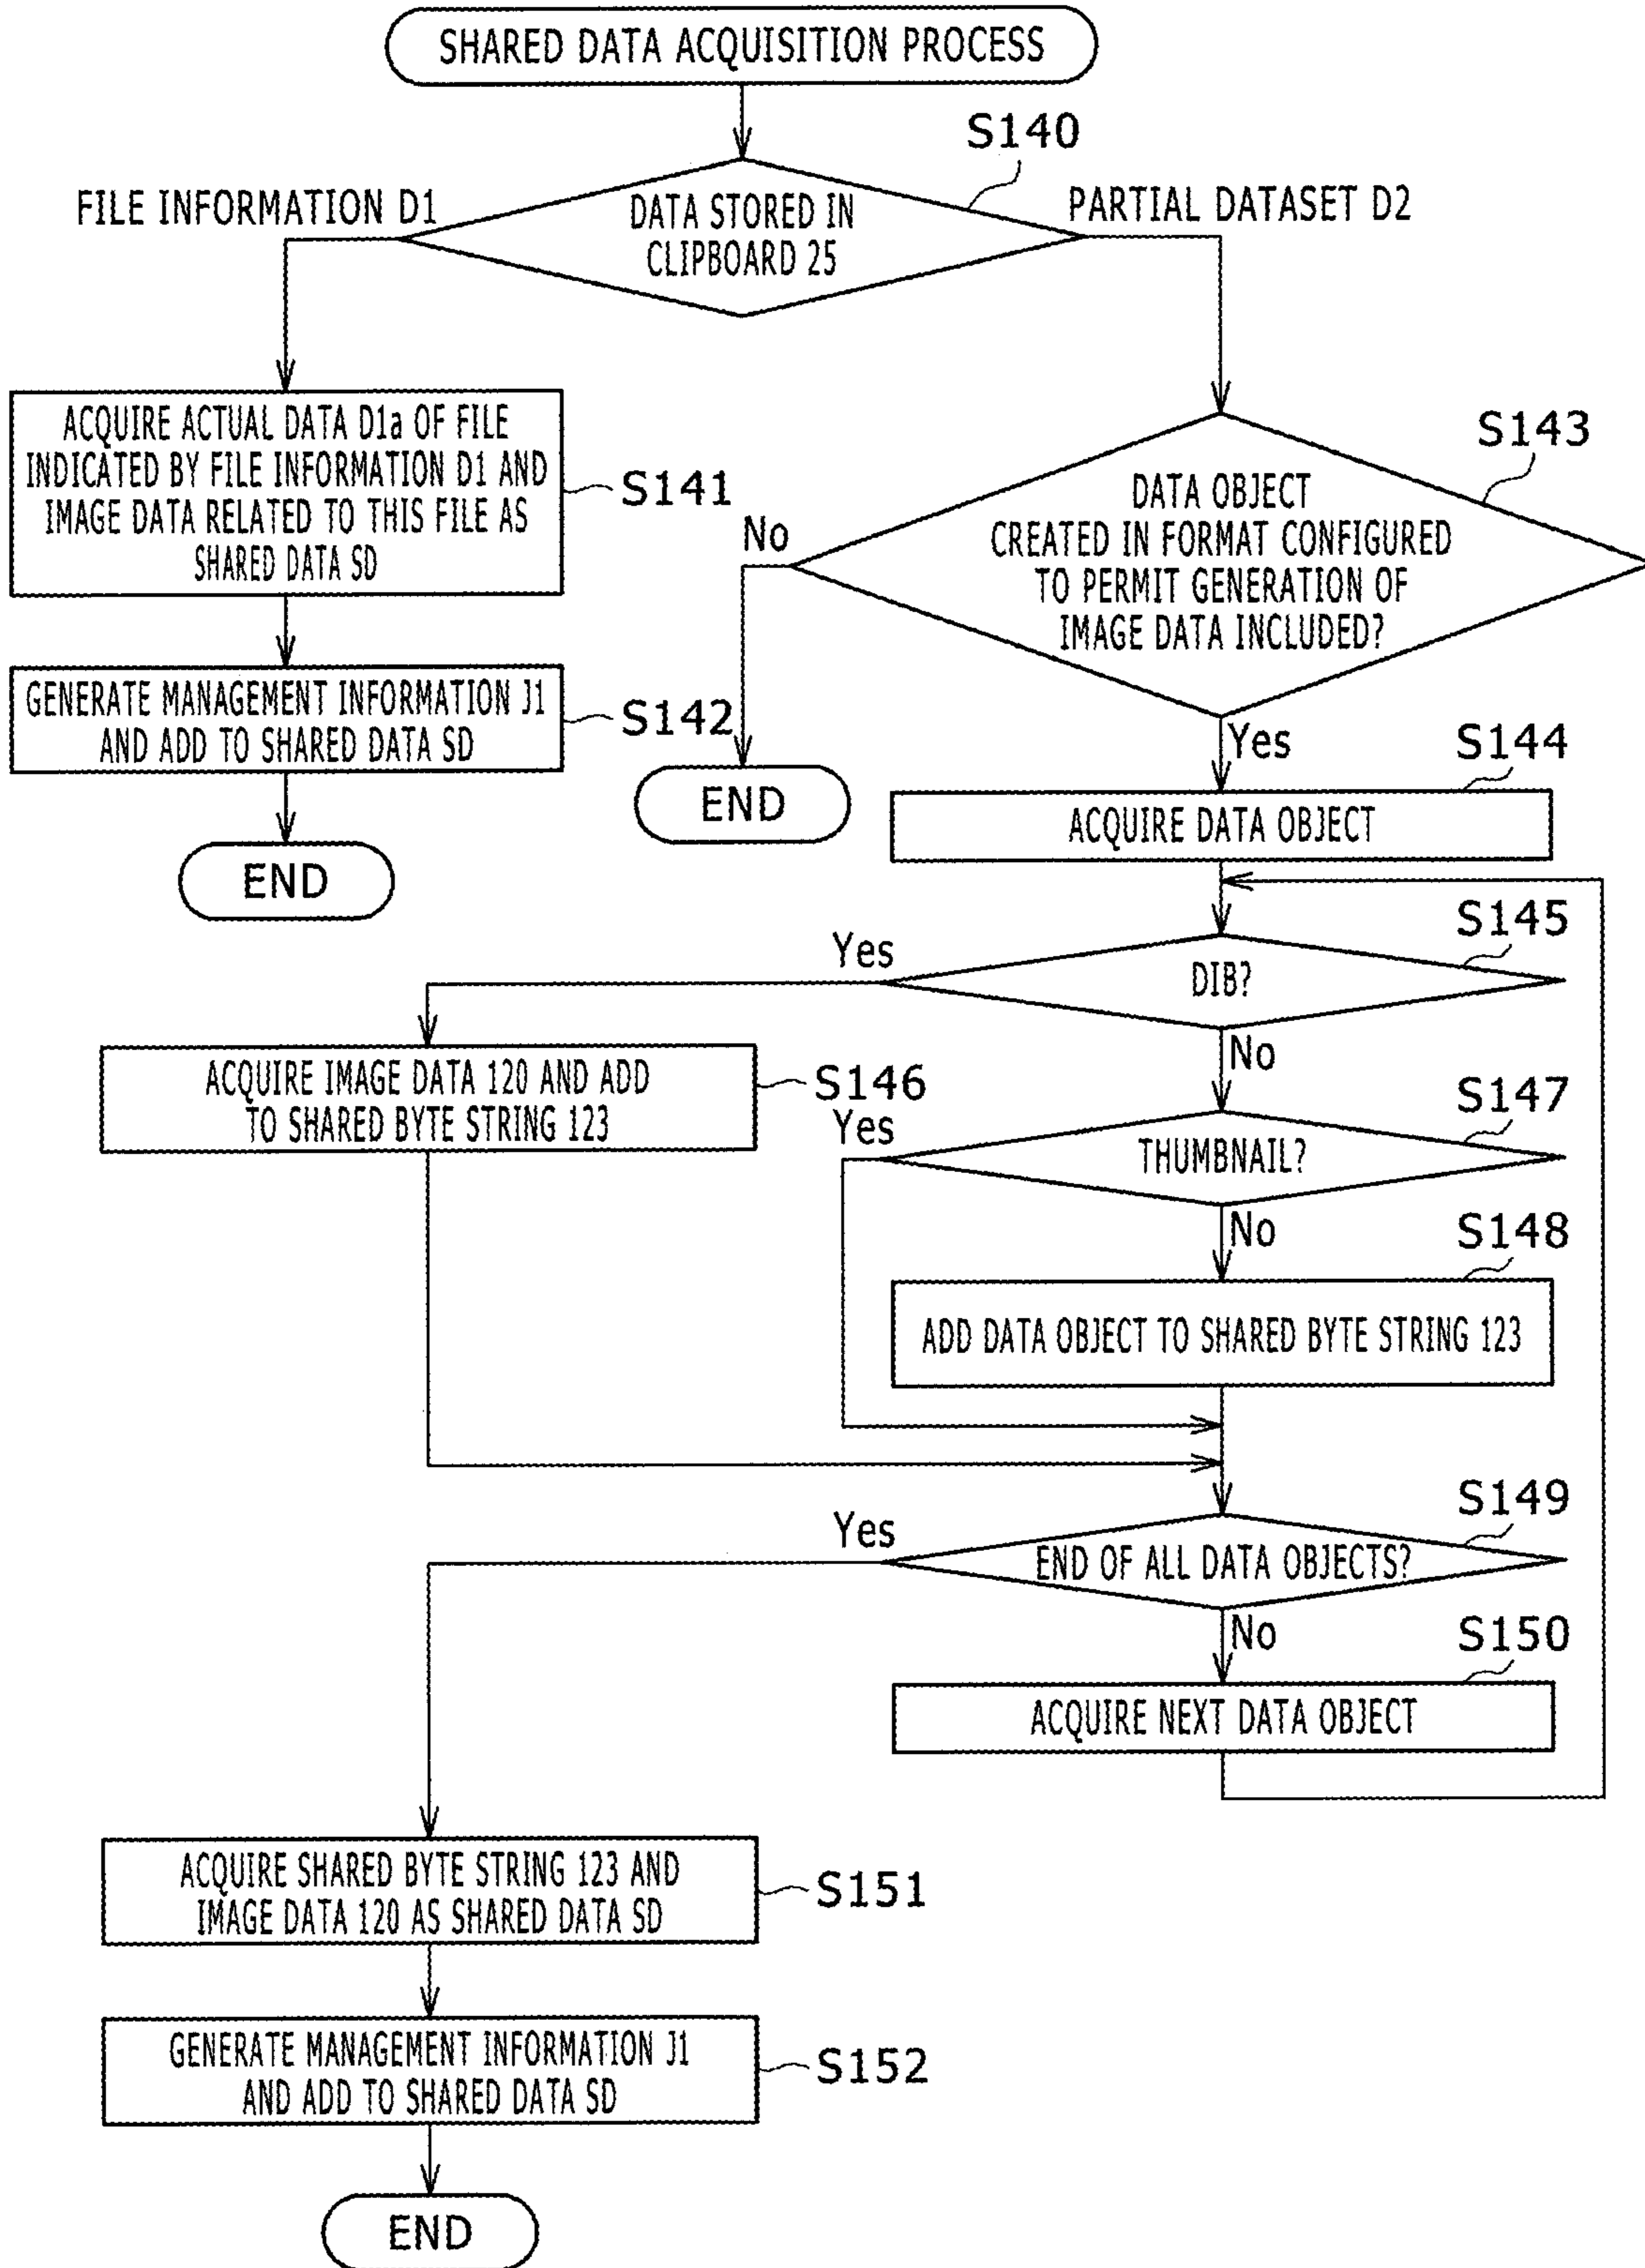 SHARED DATA ACQUISITION PROCESS
S140
FILE INFORMATION D1
DATA STORED IN
CLIPBOARD 25
PARTIAL DATASET D2
ACQUIRE ACTUAL DATA D1a OF FILE
INDICATED BY FILE INFORMATION D1 AND
IMAGE DATA RELATED TO THIS FILE AS
SHARED DATA SD
S141
GENERATE MANAGEMENT INFORMATION J1
AND ADD TO SHARED DATA SD
S142
END
S143
DATA OBJECT
CREATED IN FORMAT CONFIGURED
TO PERMIT GENERATION OF
IMAGE DATA INCLUDED?
No
END
Yes
S144
ACQUIRE DATA OBJECT
S145
Yes
DIB?
No
ACQUIRE IMAGE DATA 120 AND ADD
TO SHARED BYTE STRING 123
S146
S147
Yes
THUMBNAIL?
No
S148
ADD DATA OBJECT TO SHARED BYTE STRING 123
S149
Yes
END OF ALL DATA OBJECTS?
No
S150
ACQUIRE NEXT DATA OBJECT
ACQUIRE SHARED BYTE STRING 123 AND
IMAGE DATA 120 AS SHARED DATA SD
S151
GENERATE MANAGEMENT INFORMATION J1
AND ADD TO SHARED DATA SD
S152
END